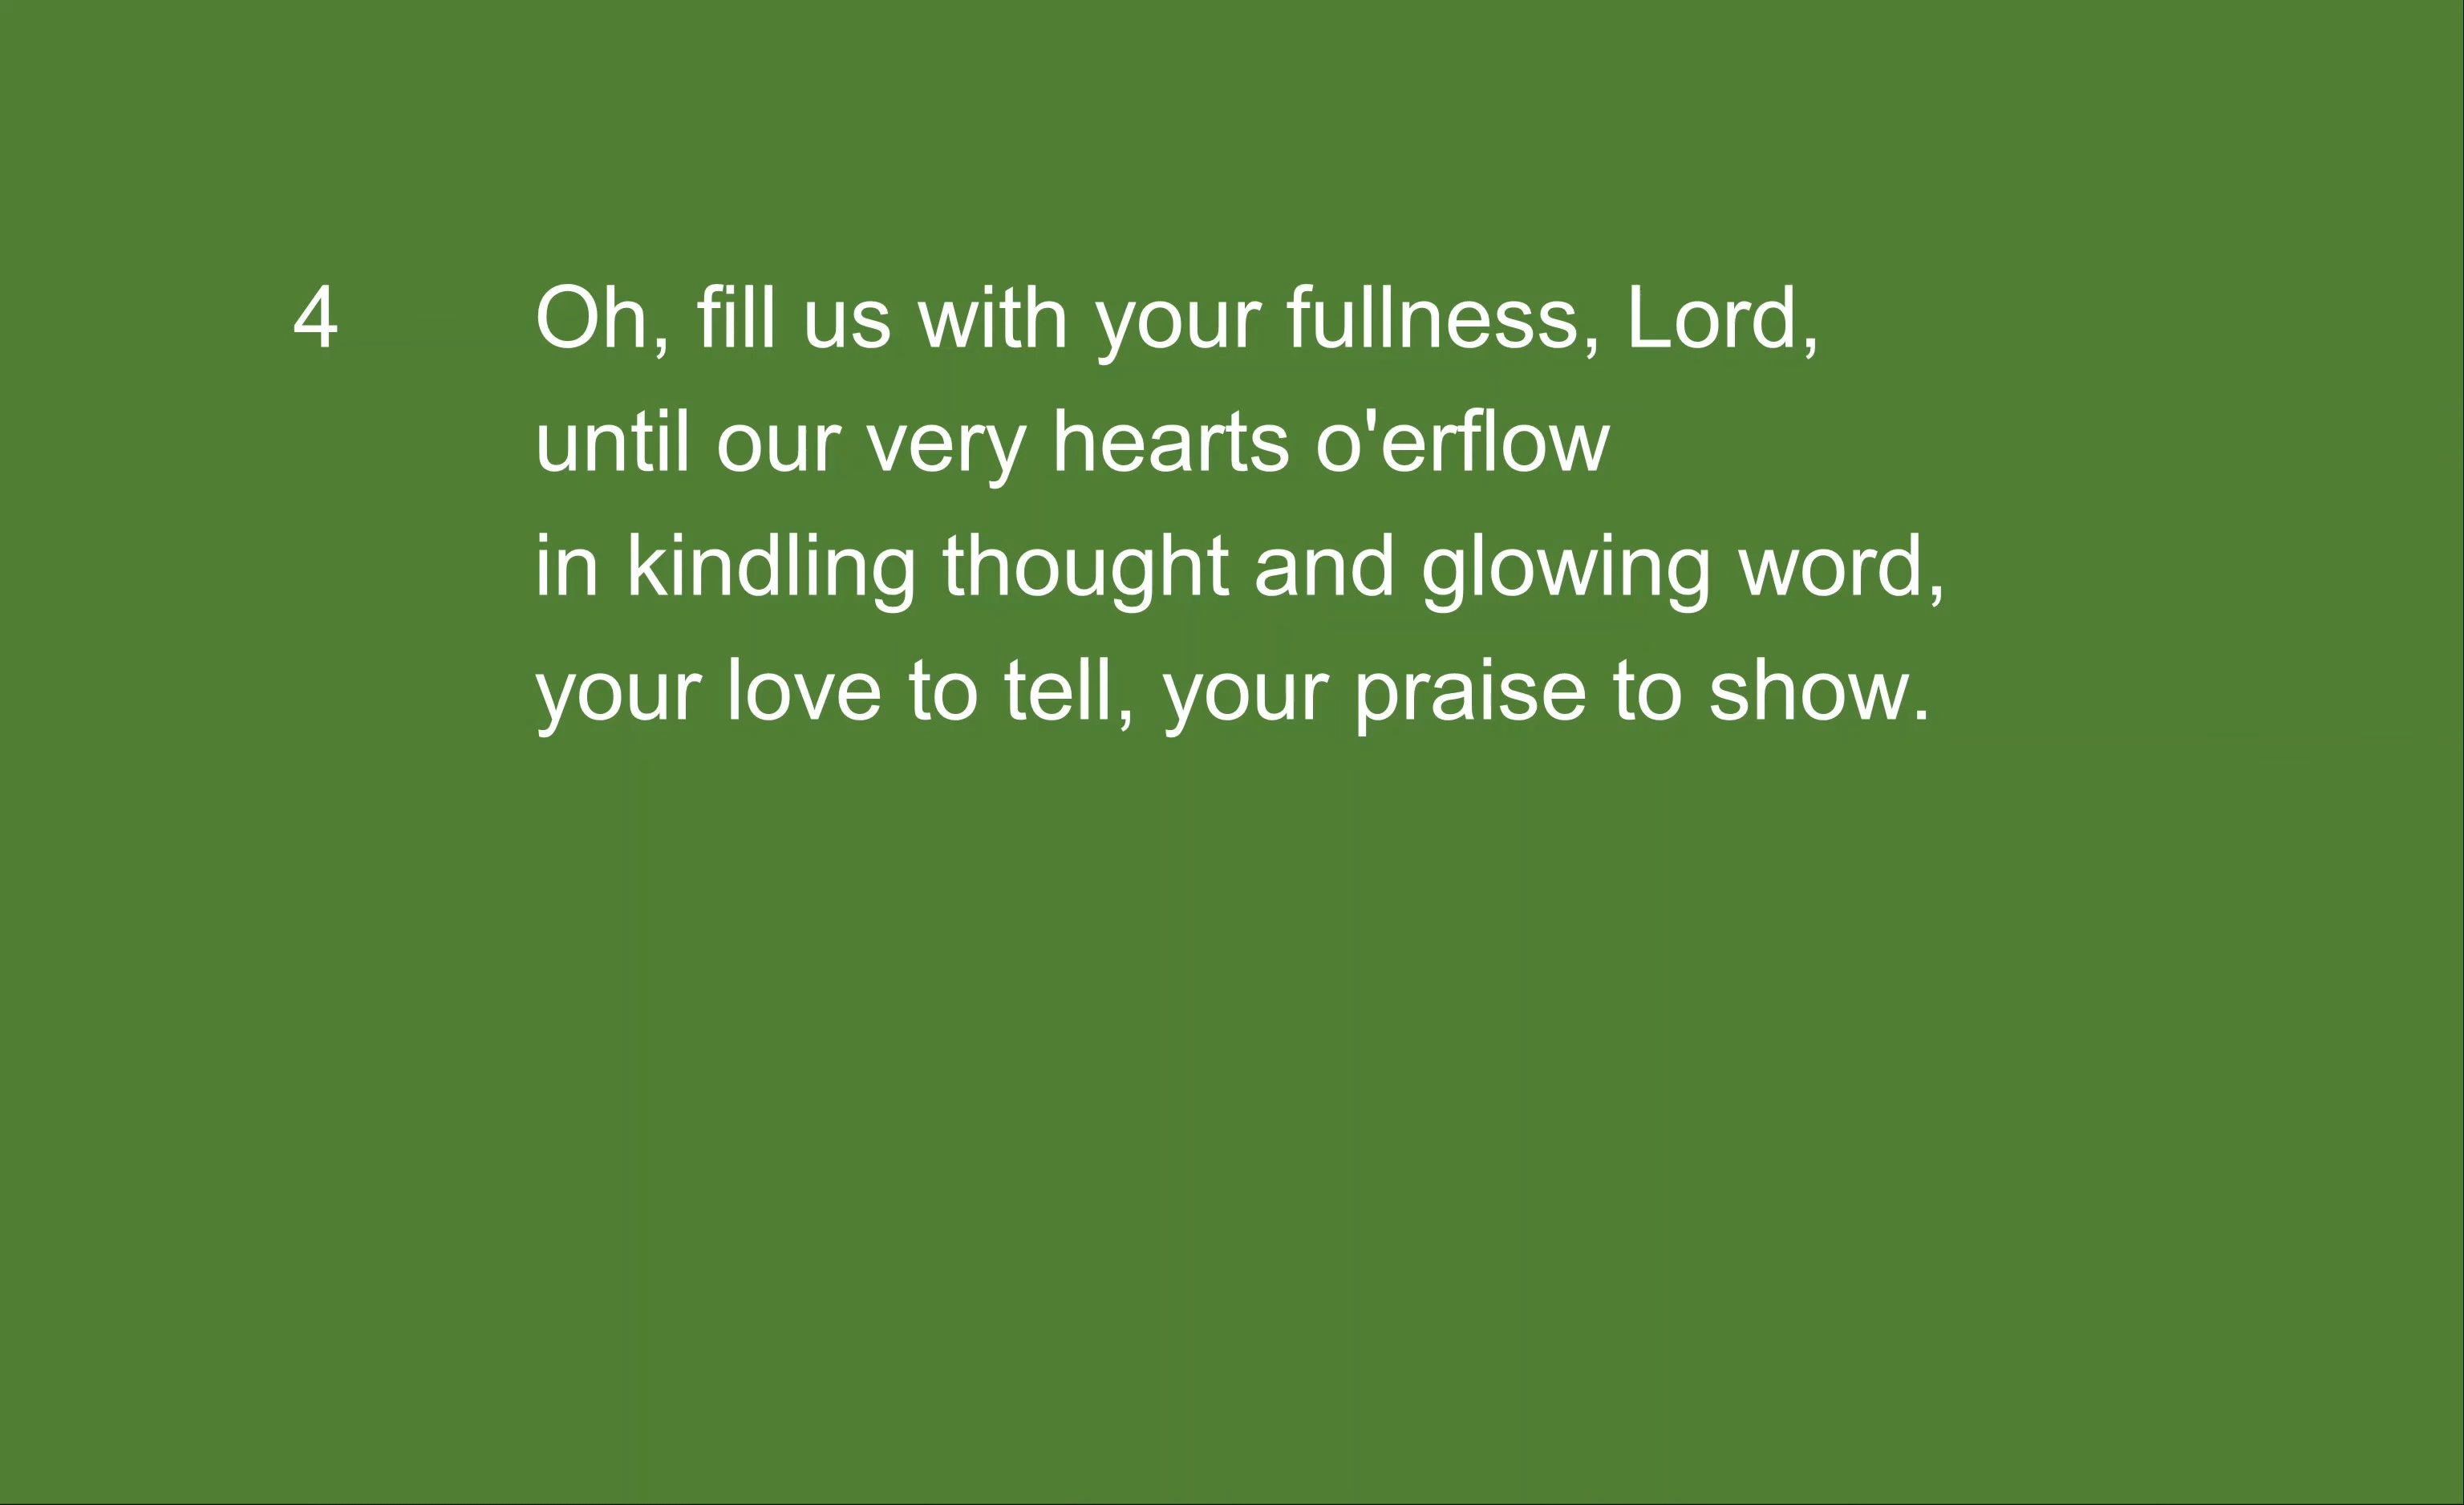 4 Oh, fill us with your fullness, Lord,
until our very hearts o'erflow
in kindling thought and glowing word,
your love to tell, your praise to show.